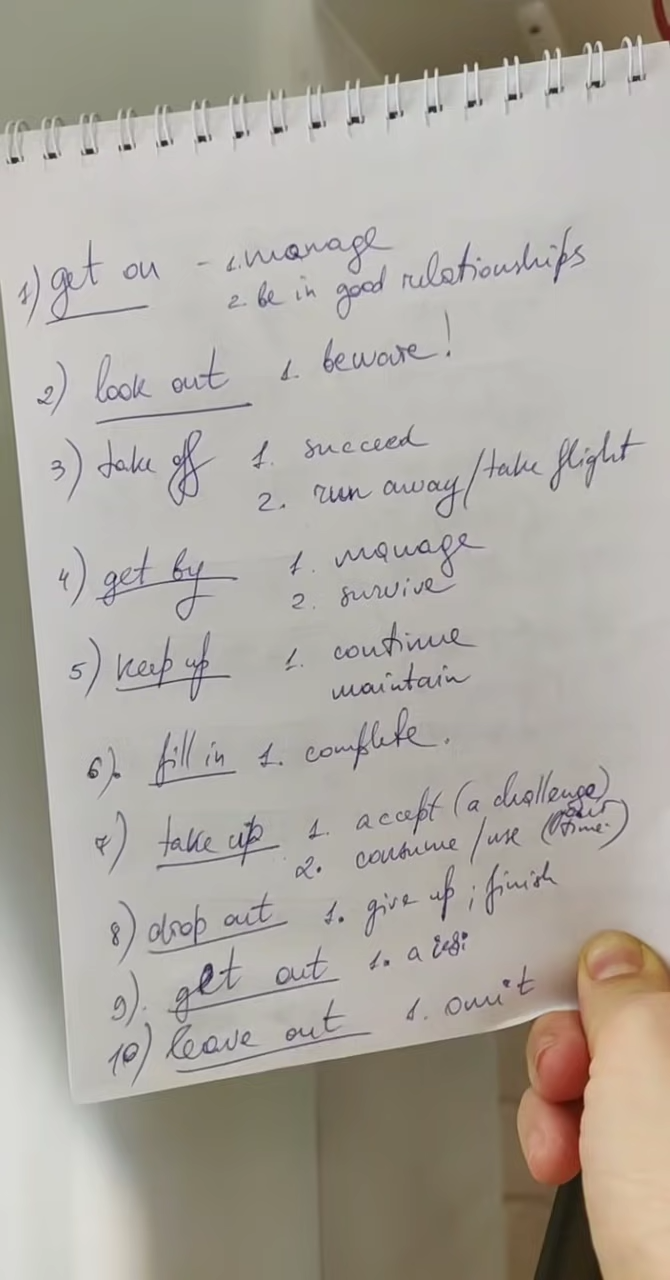 1) get on - 1. manage
2. be in good relationships
2) look out 1. beware!
3) take off 1. succeed
2. run away/take flight
4) get by 1. manage
2. survive
5) keep up 1. continue
maintain
6). fill in 1. complete.
7) take up 1. accept (a challenge)
2. consume / use (your time.)
8) drop out 1. give up ; finish
9). get out 1.
10) leave out 1. omit